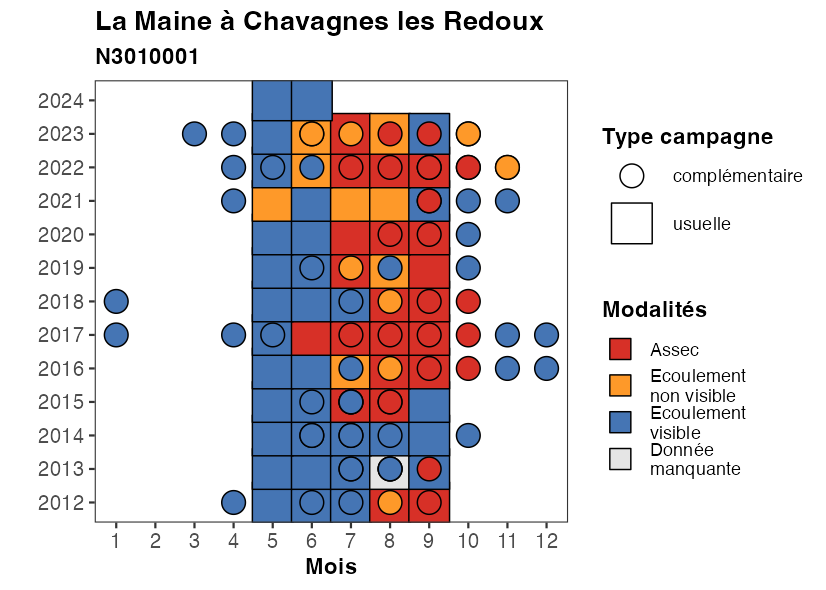 La Maine à Chavagnes les Redoux
N3010001
2024
2023
2022
2021
2020
2019
2018
2017
2016
2015
2014
2013
2012
1 2 3 4 5 6 7 8 9 10 11 12
Mois
Type campagne
complémentaire
usuelle
Modalités
Assec
Ecoulement
non visible
Ecoulement
visible
Donnée
manquante